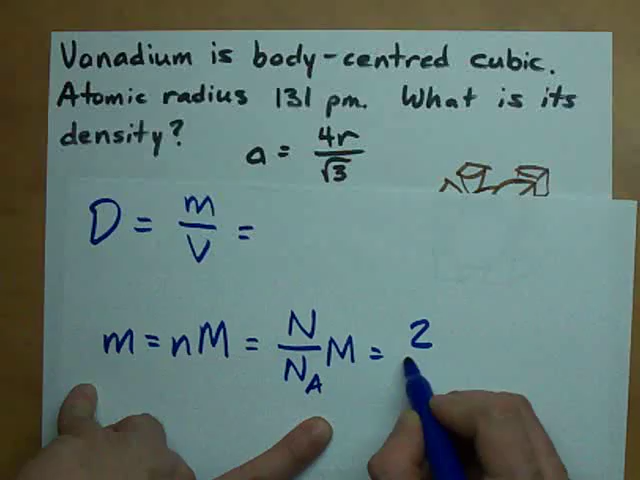 Vanadium is body-centred cubic.
Atomic radius 131 pm. What is its
density? a = 4r/√3
D = m/V =
m = nM = N/N_A M = 2